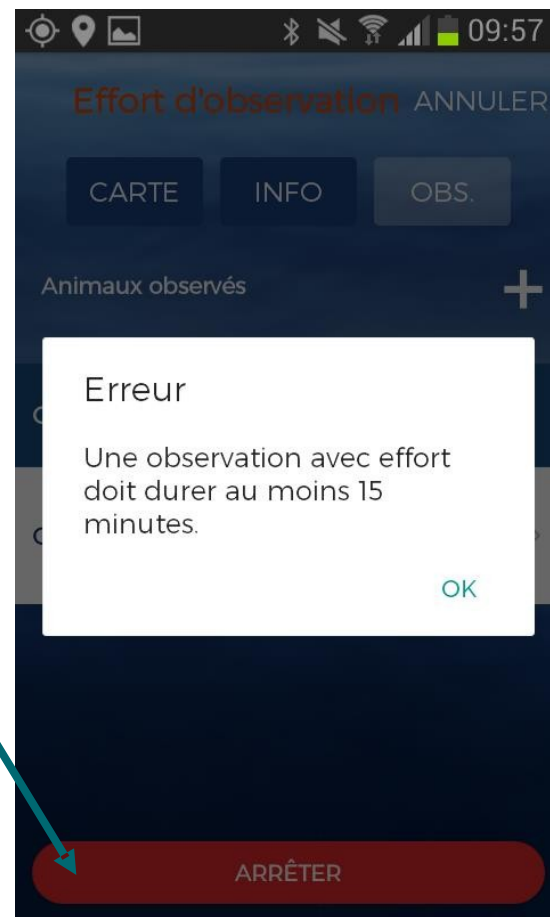 09:57
Effort d'observation ANNULER
CARTE INFO OBS.
Animaux observés
Erreur
Une observation avec effort
doit durer au moins 15
minutes.
OK
ARRÊTER